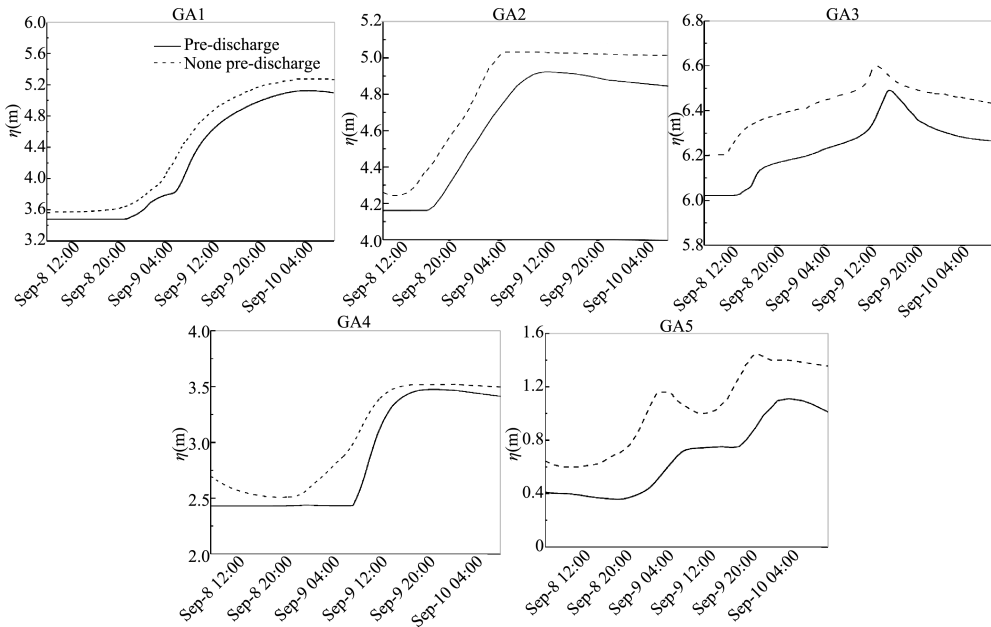 GA1
6.0
5.6
5.2
4.8
4.4
4.0
3.6
3.2
η(m)
Pre-discharge
None pre-discharge
Sep-8 12:00
Sep-8 20:00
Sep-9 04:00
Sep-9 12:00
Sep-9 20:00
Sep-10 04:00
GA2
5.2
5.0
4.8
4.6
4.4
4.2
4.0
η(m)
Sep-8 12:00
Sep-8 20:00
Sep-9 04:00
Sep-9 12:00
Sep-9 20:00
Sep-10 04:00
GA3
6.8
6.6
6.4
6.2
6.0
5.8
η(m)
Sep-8 12:00
Sep-8 20:00
Sep-9 04:00
Sep-9 12:00
Sep-9 20:00
Sep-10 04:00
GA4
4.0
3.5
3.0
2.5
2.0
η(m)
Sep-8 12:00
Sep-8 20:00
Sep-9 04:00
Sep-9 12:00
Sep-9 20:00
Sep-10 04:00
GA5
1.6
1.2
0.8
0.4
0
η(m)
Sep-8 12:00
Sep-8 20:00
Sep-9 04:00
Sep-9 12:00
Sep-9 20:00
Sep-10 04:00